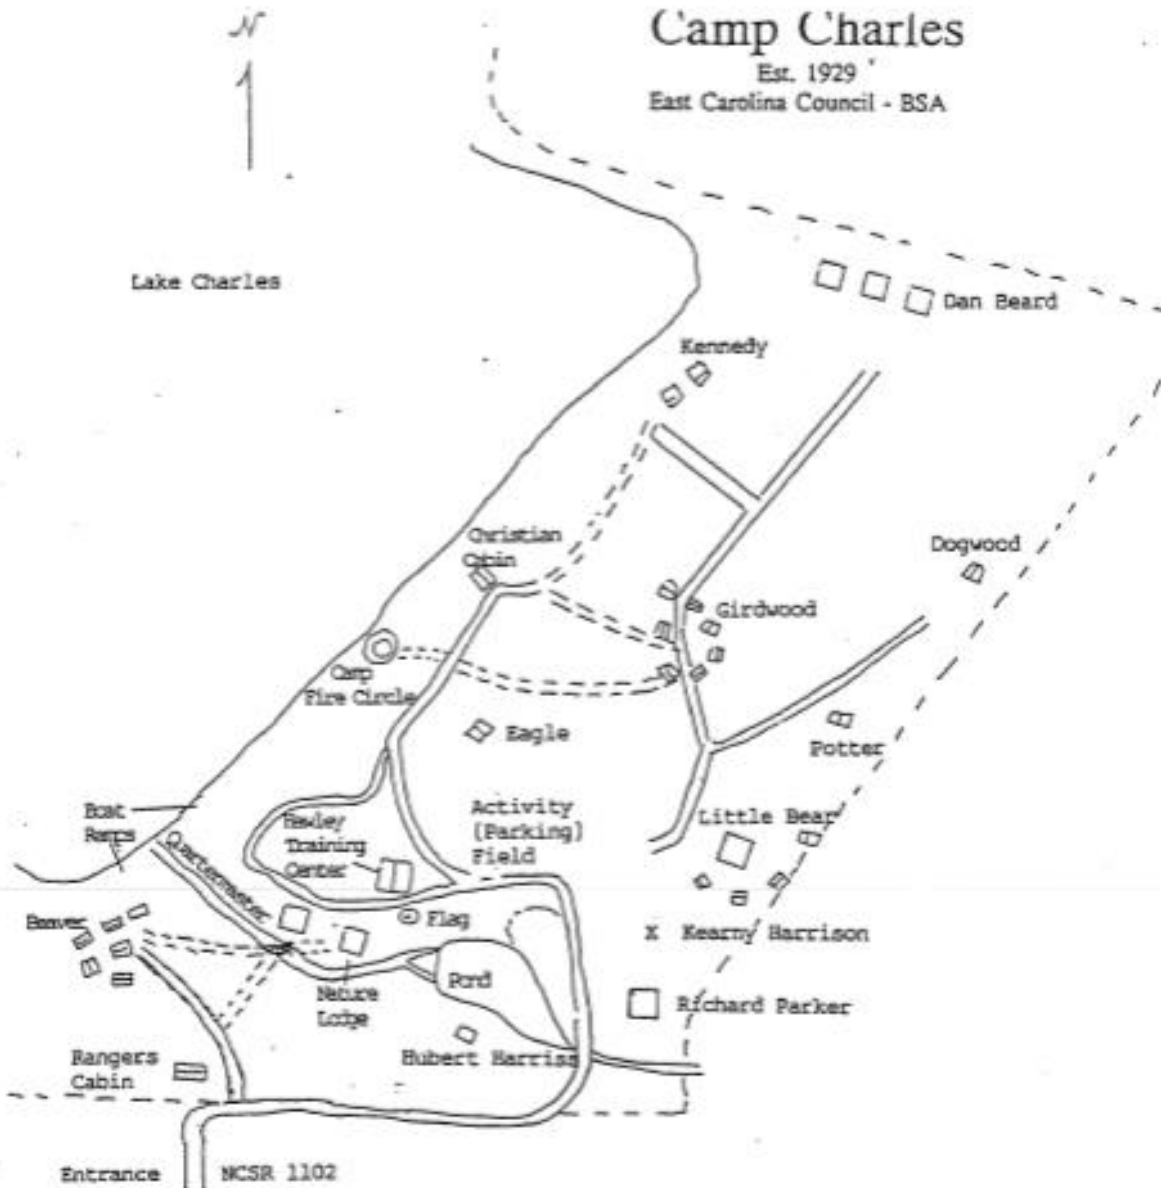 N
Camp Charles
Est. 1929
East Carolina Council - BSA
Lake Charles
Dan Beard
Kennedy
Christian
Cabin
Dogwood
Girdwood
Camp
Fire Circle
Eagle
Potter
Boat
Ramps
Activity
(Parking)
Field
Little Bear
Training
Center
Quartermaster
Beaver
Flag
X Kearny Harrison
Pond
Nature
Lodge
Richard Parker
Hubert Harriss
Rangers
Cabin
Entrance
NCSR 1102